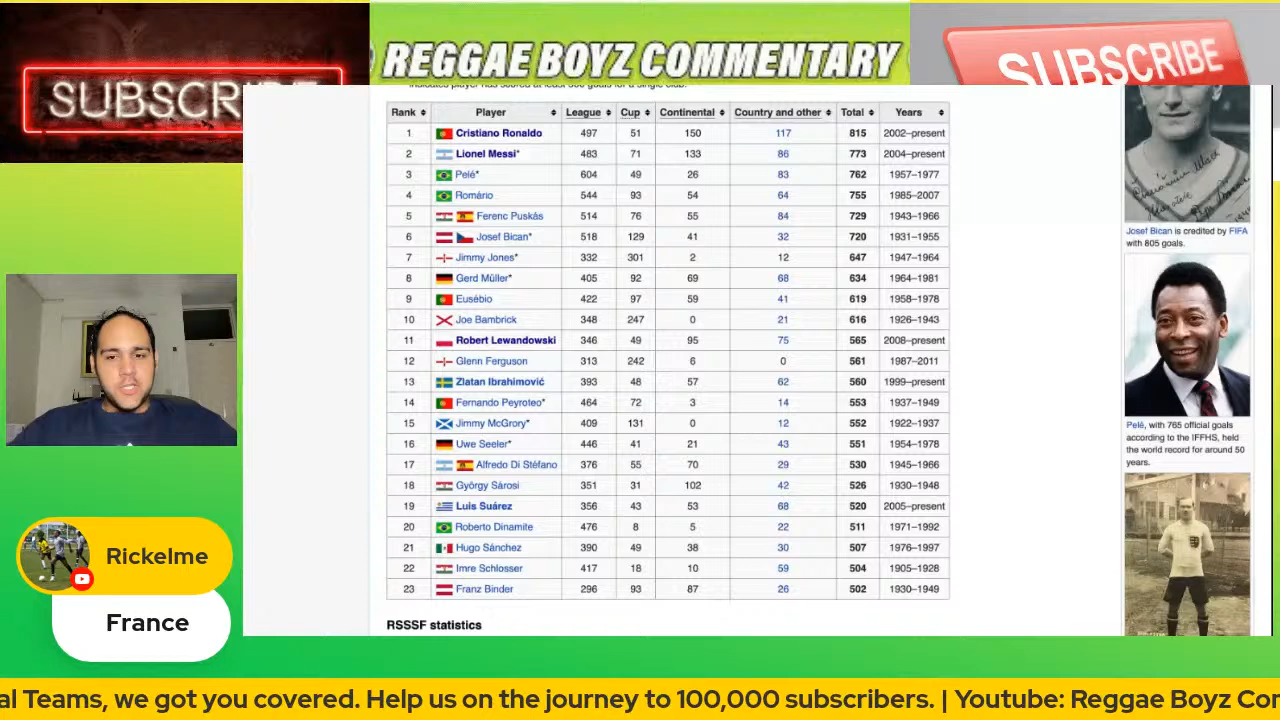 SUBSCR
REGGAE BOYZ COMMENTARY
SUBSCRIBE
Rank Player League Cup Continental Country and other Total Years
1 Cristiano Ronaldo 497 51 150 117 815 2002–present
2 Lionel Messi* 483 71 133 86 773 2004–present
3 Pelé* 604 49 26 83 762 1957–1977
4 Romário 544 93 54 64 755 1985–2007
5 Ferenc Puskás 514 76 55 84 729 1943–1966
6 Josef Bican* 518 129 41 32 720 1931–1955
7 Jimmy Jones* 332 301 2 12 647 1947–1964
8 Gerd Müller* 405 92 69 68 634 1964–1981
9 Eusébio 422 97 59 41 619 1958–1978
10 Joe Bambrick 348 247 0 21 616 1926–1943
11 Robert Lewandowski 346 49 95 75 565 2008–present
12 Glenn Ferguson 313 242 6 0 561 1987–2011
13 Zlatan Ibrahimović 393 48 57 62 560 1999–present
14 Fernando Peyroteo* 464 72 3 14 553 1937–1949
15 Jimmy McGrory* 409 131 0 12 552 1922–1937
16 Uwe Seeler* 446 41 21 43 551 1954–1978
17 Alfredo Di Stéfano 376 55 70 29 530 1945–1966
18 György Sárosi 351 31 102 42 526 1930–1948
19 Luis Suárez 356 43 53 68 520 2005–present
20 Roberto Dinamite 476 8 5 22 511 1971–1992
21 Hugo Sánchez 390 49 38 30 507 1976–1997
22 Imre Schlosser 417 18 10 59 504 1905–1928
23 Franz Binder 296 93 87 26 502 1930–1949
RSSSF statistics
Josef Bican is credited by FIFA
with 805 goals.
Pelé, with 765 official goals
according to the IFFHS, held
the world record for around 50
years.
Rickelme
France
al Teams, we got you covered. Help us on the journey to 100,000 subscribers. | Youtube: Reggae Boyz Co